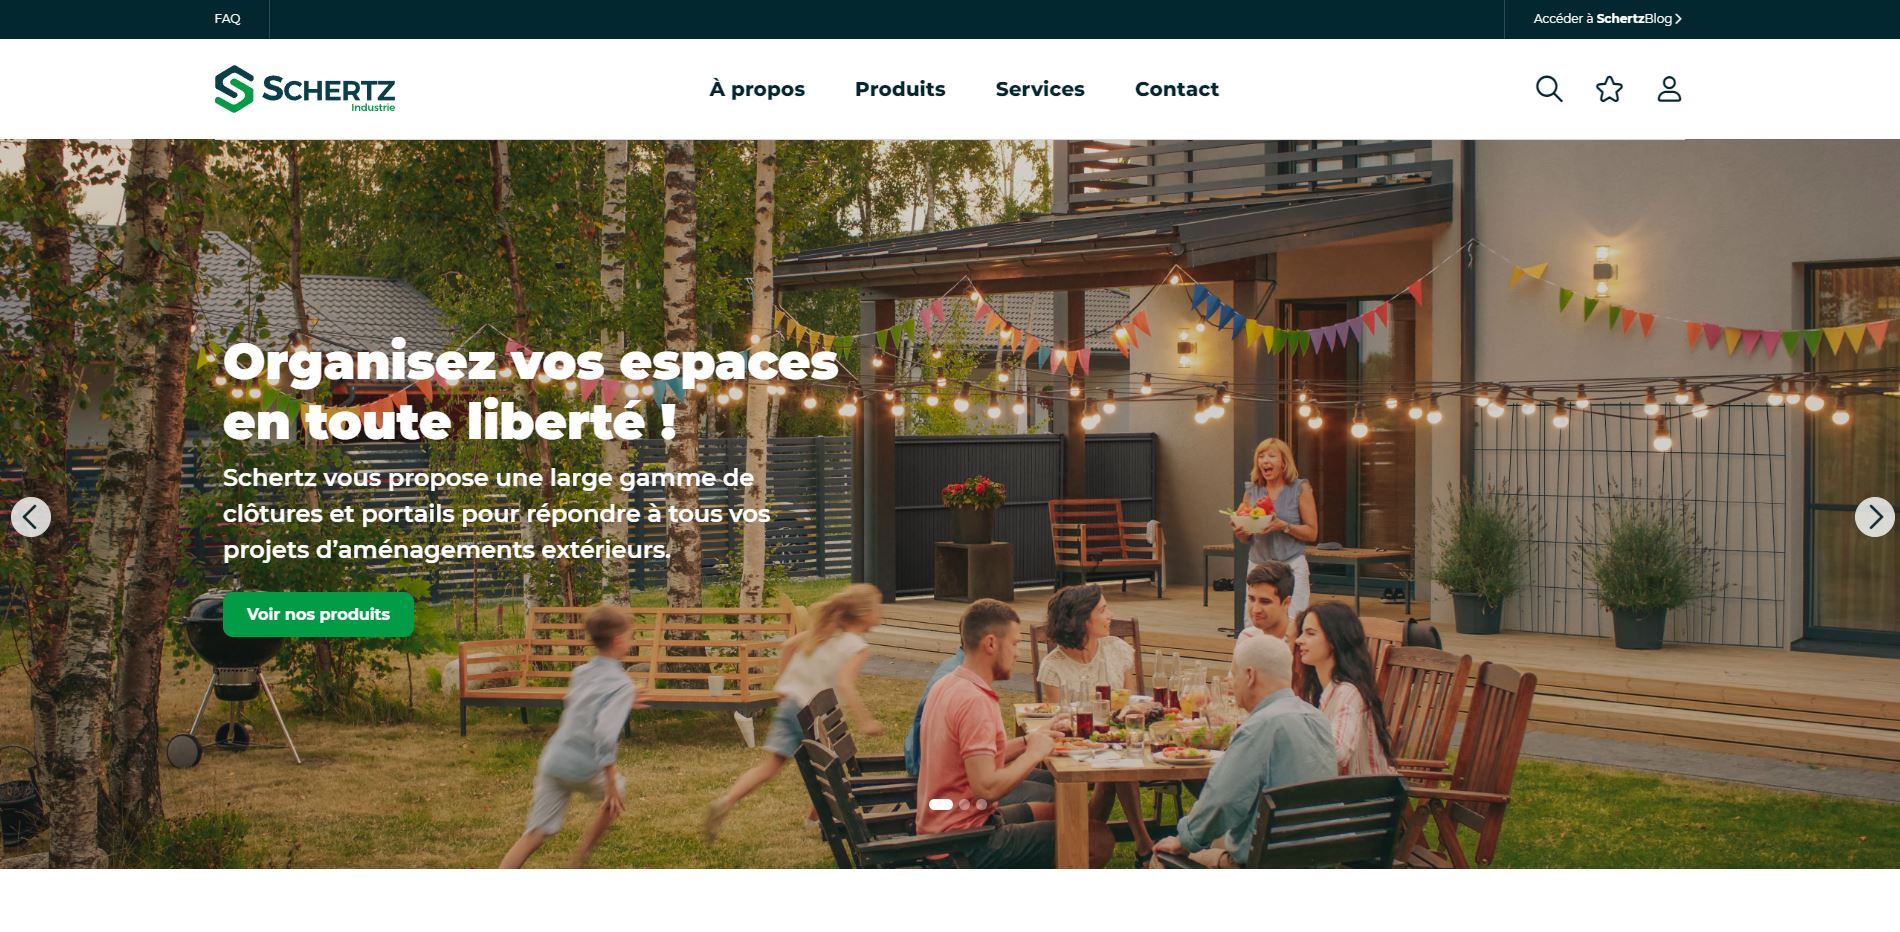 FAQ
Accéder à SchertzBlog
SCHERTZ
Industrie
À propos
Produits
Services
Contact
Organisez vos espaces
en toute liberté !
Schertz vous propose une large gamme de
clôtures et portails pour répondre à tous vos
projets d’aménagements extérieurs.
Voir nos produits